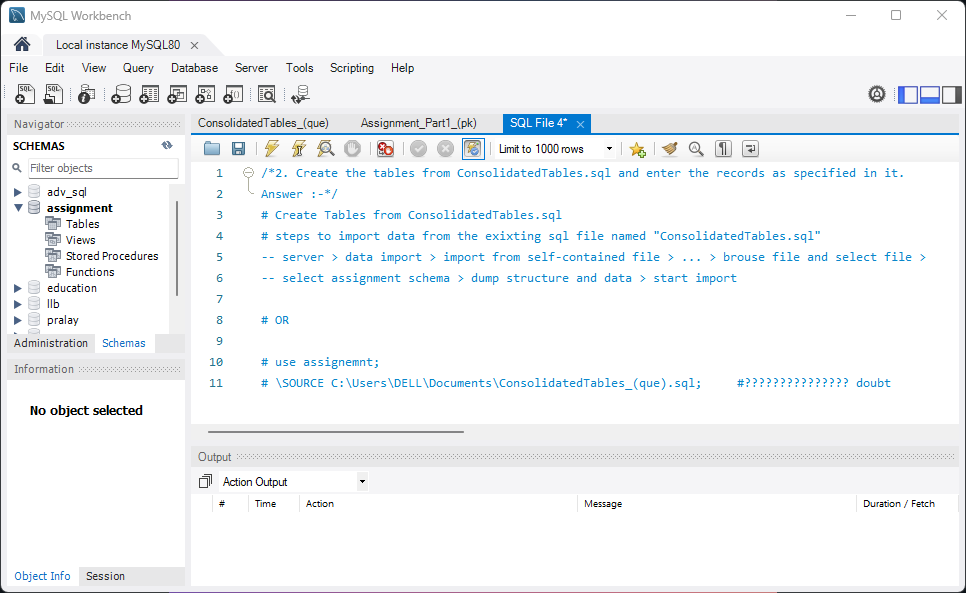 MySQL Workbench
Local instance MySQL80
File Edit View Query Database Server Tools Scripting Help
Navigator
SCHEMAS
Filter objects
adv_sql
assignment
Tables
Views
Stored Procedures
Functions
education
llb
pralay
Administration Schemas
Information
No object selected
Object Info Session
ConsolidatedTables_(que) Assignment_Part1_(pk) SQL File 4*
Limit to 1000 rows
1 /*2. Create the tables from ConsolidatedTables.sql and enter the records as specified in it.
2 Answer :-*/
3 # Create Tables from ConsolidatedTables.sql
4 # steps to import data from the exixting sql file named "ConsolidatedTables.sql"
5 -- server > data import > import from self-contained file > ... > brouse file and select file >
6 -- select assignment schema > dump structure and data > start import
7
8 # OR
9
10 # use assignemnt;
11 # \SOURCE C:\Users\DELL\Documents\ConsolidatedTables_(que).sql; #??????????????? doubt
Output
Action Output
# Time Action Message Duration / Fetch